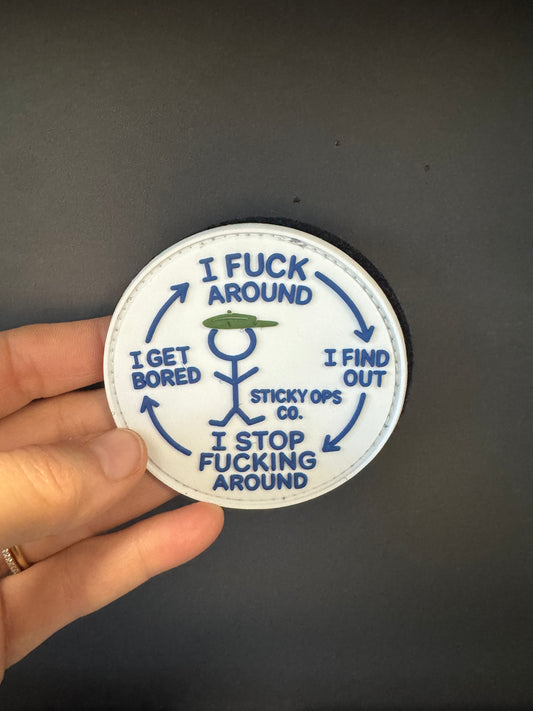 I FUCK
AROUND
I FIND
OUT
I STOP
FUCKING
AROUND
I GET
BORED
STICKY OPS
CO.